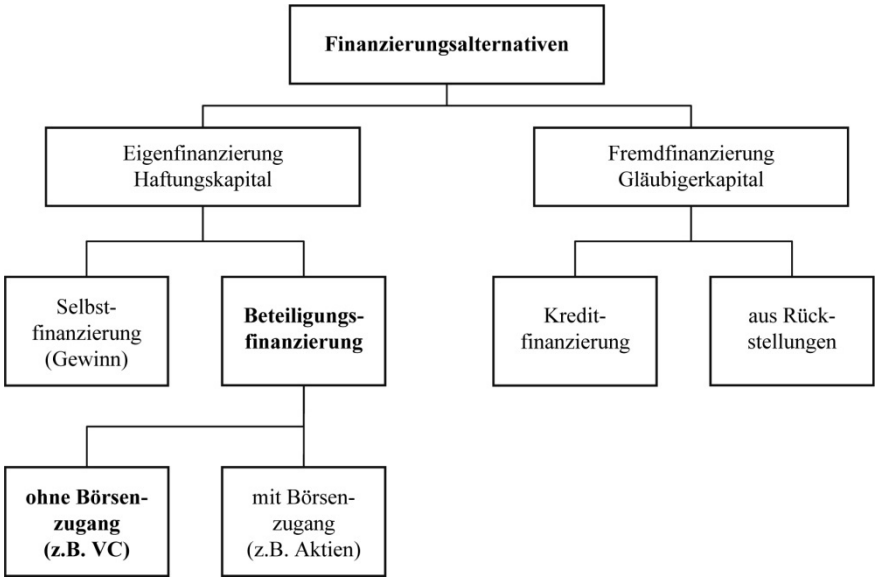 Finanzierungsalternativen
Eigenfinanzierung
Haftungskapital
Fremdfinanzierung
Gläubigerkapital
Selbst-
finanzierung
(Gewinn)
Beteiligungs-
finanzierung
Kredit-
finanzierung
aus Rück-
stellungen
ohne Börsen-
zugang
(z.B. VC)
mit Börsen-
zugang
(z.B. Aktien)